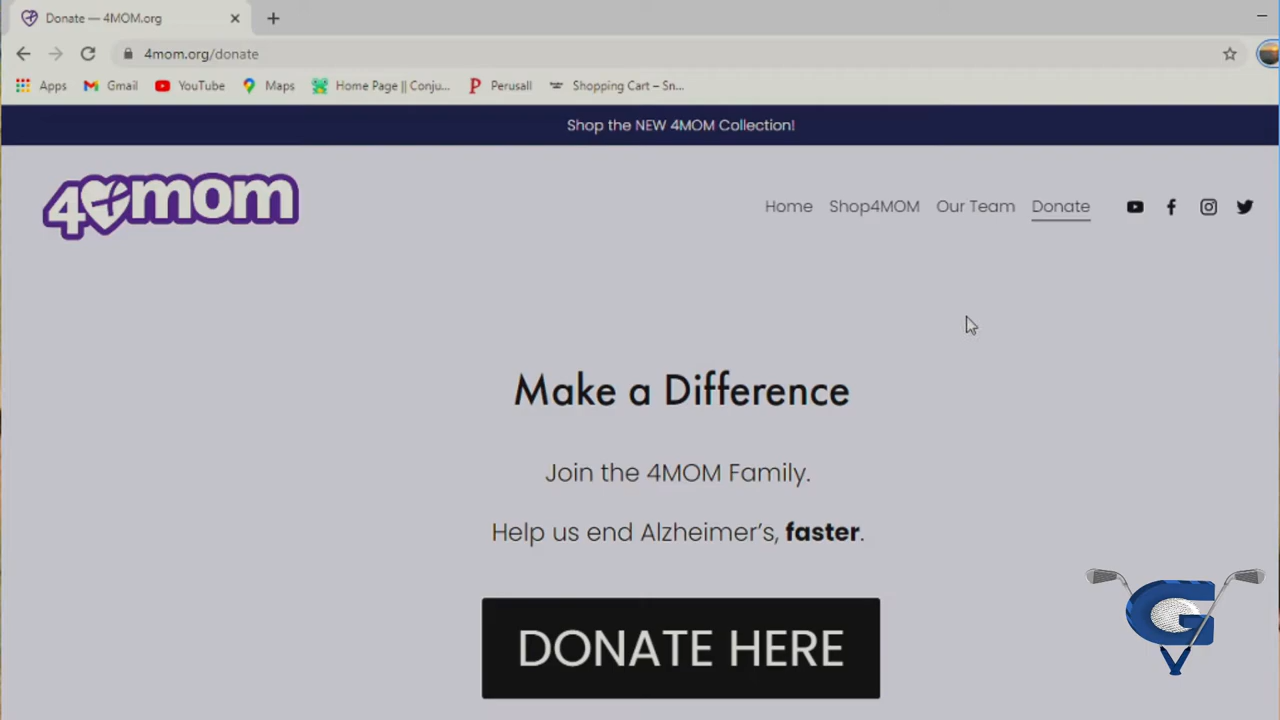 Donate — 4MOM.org
4mom.org/donate
Apps Gmail YouTube Maps Home Page || Conju... Perusall Shopping Cart – Sn...
Shop the NEW 4MOM Collection!
4mom
Home Shop4MOM Our Team Donate
Make a Difference
Join the 4MOM Family.
Help us end Alzheimer's, faster.
DONATE HERE
G